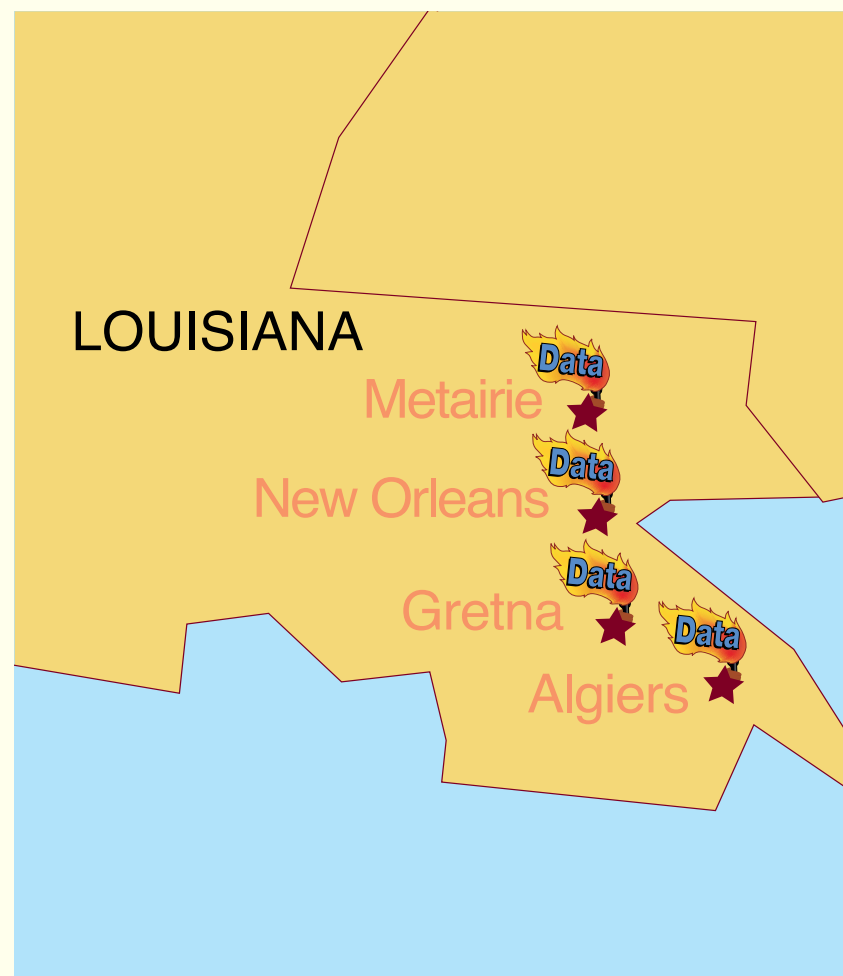 LOUISIANA
Data
Metairie
Data
New Orleans
Data
Gretna
Data
Algiers